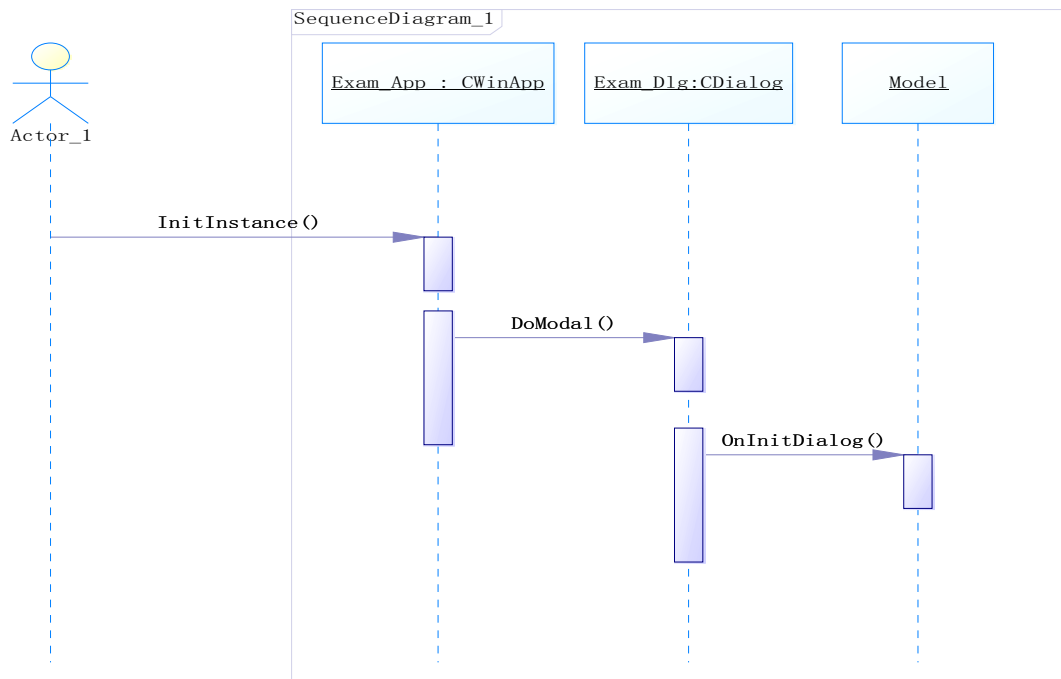 SequenceDiagram_1
Exam_App : CWinApp
Exam_Dlg:CDialog
Model
Actor_1
InitInstance()
DoModal()
OnInitDialog()